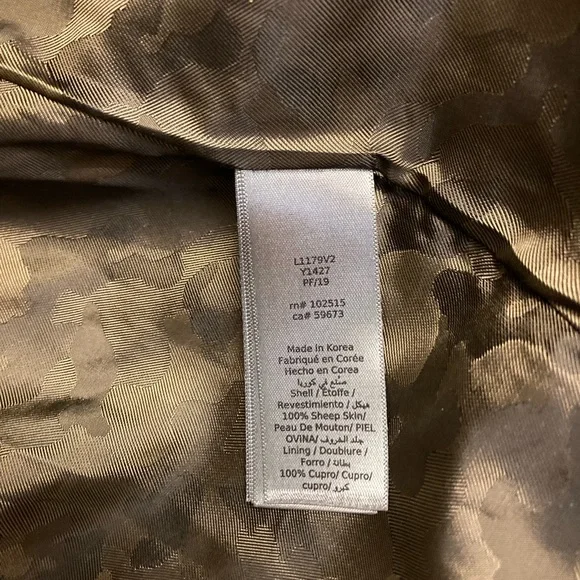 L1179V2
Y1427
PF/19
rn# 102515
ca# 59673
Made in Korea
Fabriqué en Corée
Hecho en Corea
صنع في كوريا
Shell / Étoffe /
Revestimiento / هيكل
100% Sheep Skin/
Peau De Mouton/ PIEL
OVINA/ جلد الخروف
Lining / Doublure /
Forro / بطانة
100% Cupro/ Cupro/
cupro/ كبرو